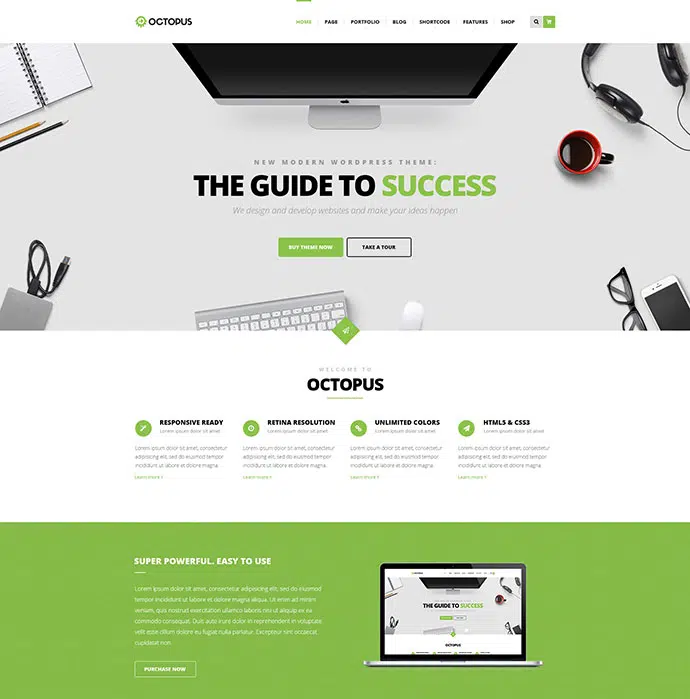 OCTOPUS
HOME PAGE PORTFOLIO BLOG SHORTCODE FEATURES SHOP
NEW MODERN WORDPRESS THEME:
THE GUIDE TO SUCCESS
We design and develop websites and make your ideas happen
BUY THEME NOW TAKE A TOUR
WELCOME TO
OCTOPUS
RESPONSIVE READY
Lorem ipsum dolor sit amet
Lorem ipsum dolor sit amet, consectetur
adipiscing elit, sed do eiusmod tempor
incididunt ut labore et dolore magna
Learn more +
RETINA RESOLUTION
Lorem ipsum dolor sit amet
Lorem ipsum dolor sit amet, consectetur
adipiscing elit, sed do eiusmod tempor
incididunt ut labore et dolore magna
Learn more +
UNLIMITED COLORS
Lorem ipsum dolor sit amet
Lorem ipsum dolor sit amet, consectetur
adipiscing elit, sed do eiusmod tempor
incididunt ut labore et dolore magna
Learn more +
HTML5 & CSS3
Lorem ipsum dolor sit amet
Lorem ipsum dolor sit amet, consectetur
adipiscing elit, sed do eiusmod tempor
incididunt ut labore et dolore magna
Learn more +
SUPER POWERFUL. EASY TO USE
Lorem ipsum dolor sit amet, consectetur adipiscing elit, sed do
eiusmod tempor incididunt ut labore et dolore magna aliqua. Ut enim ad minim
veniam, quis nostrud exercitation ullamco laboris nisi ut aliquip ex ea
commodo consequat. Duis aute irure dolor in reprehenderit in voluptate
velit esse cillum dolore eu fugiat nulla pariatur. Excepteur sint occaecat
cupidatat non.
PURCHASE NOW
OCTOPUS
THE GUIDE TO SUCCESS
OCTOPUS